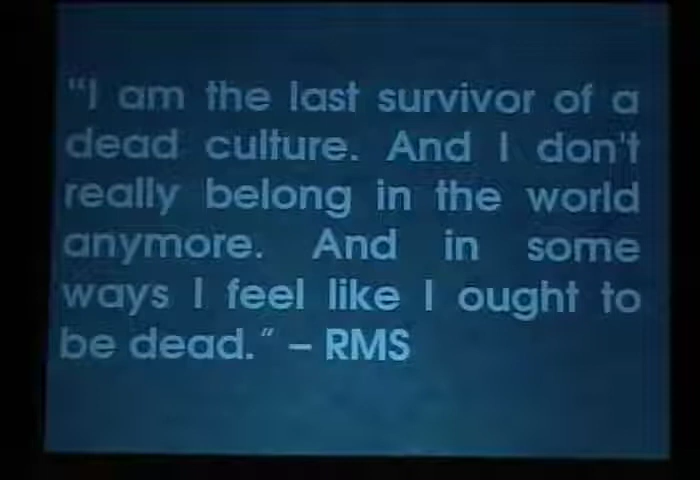 “I am the last survivor of a
dead culture. And I don't
really belong in the world
anymore. And in some
ways I feel like I ought to
be dead.” – RMS